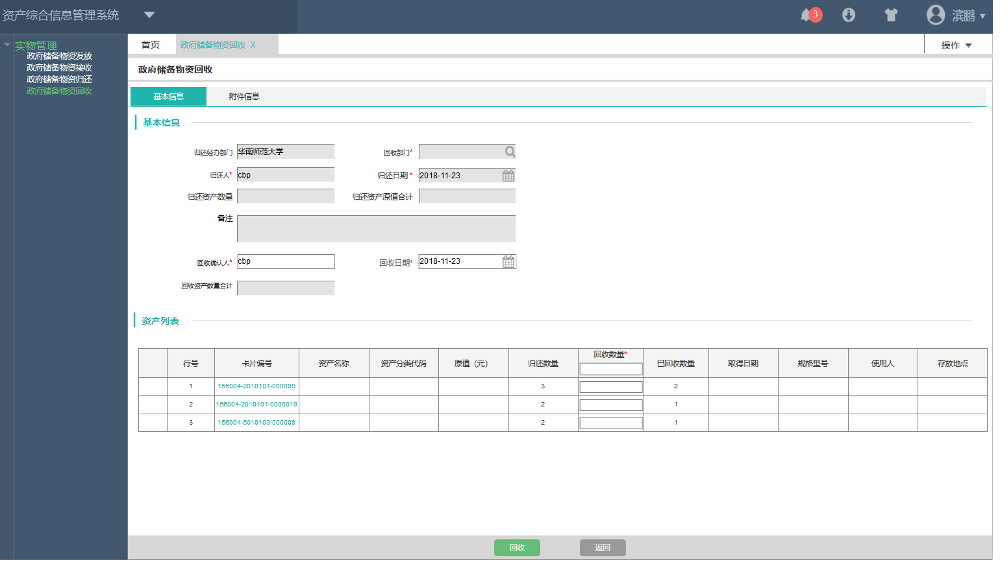 资产综合信息管理系统
3
滨鹏
实物管理
政府储备物资发放
政府储备物资接收
政府储备物资归还
政府储备物资回收
首页 政府储备物资回收 X
操作
政府储备物资回收
基本信息 附件信息
基本信息
归还经办部门 华南师范大学 回收部门*
归还人* cbp 归还日期 * 2018-11-23
归还资产数量 归还资产原值合计
备注
回收确认人* cbp 回收日期* 2018-11-23
回收资产数量合计
资产列表
行号 卡片编号 资产名称 资产分类代码 原值（元） 归还数量 回收数量* 已回收数量 取得日期 规格型号 使用人 存放地点
1 156004-2010101-000009 3 2
2 156004-2010101-0000010 2 1
3 156004-6010103-000008 2 1
回收 返回